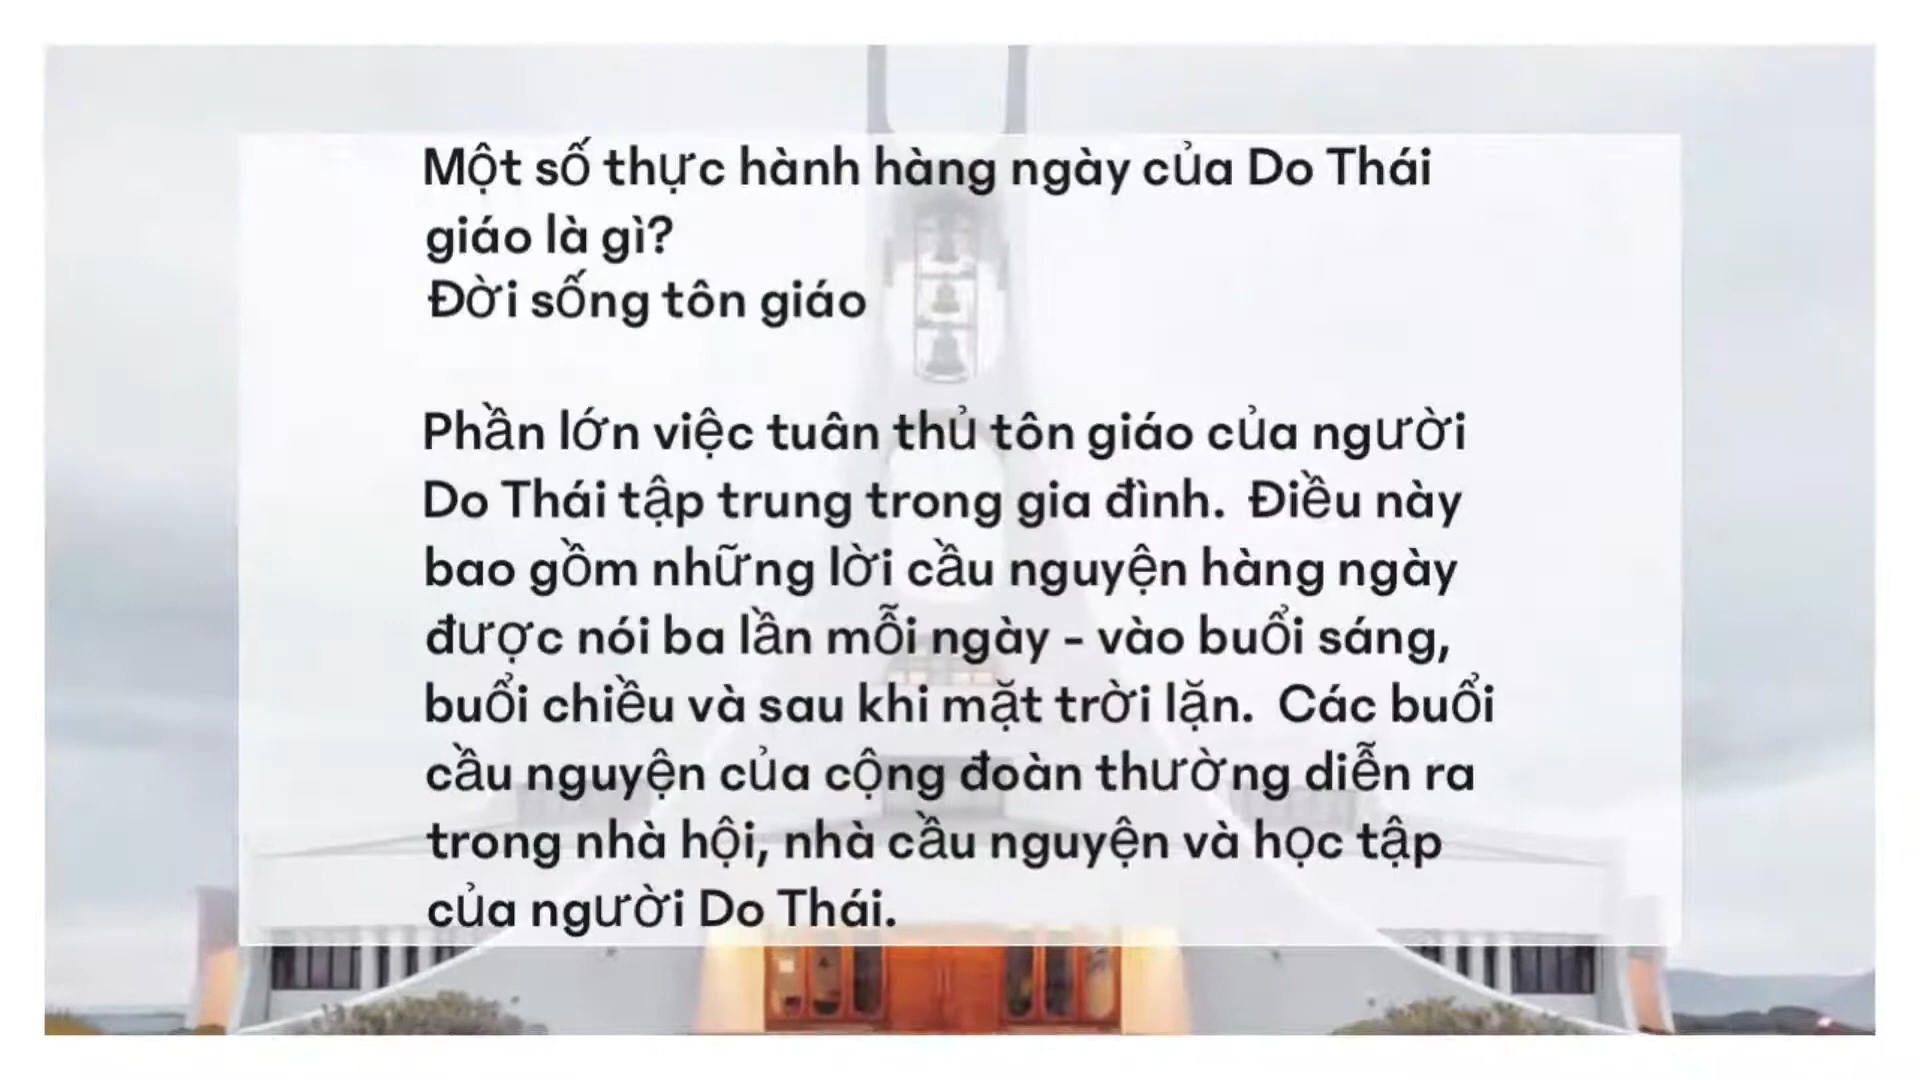 Một số thực hành hàng ngày của Do Thái
giáo là gì?
Đời sống tôn giáo
Phần lớn việc tuân thủ tôn giáo của người
Do Thái tập trung trong gia đình. Điều này
bao gồm những lời cầu nguyện hàng ngày
được nói ba lần mỗi ngày - vào buổi sáng,
buổi chiều và sau khi mặt trời lặn. Các buổi
cầu nguyện của cộng đoàn thường diễn ra
trong nhà hội, nhà cầu nguyện và học tập
của người Do Thái.